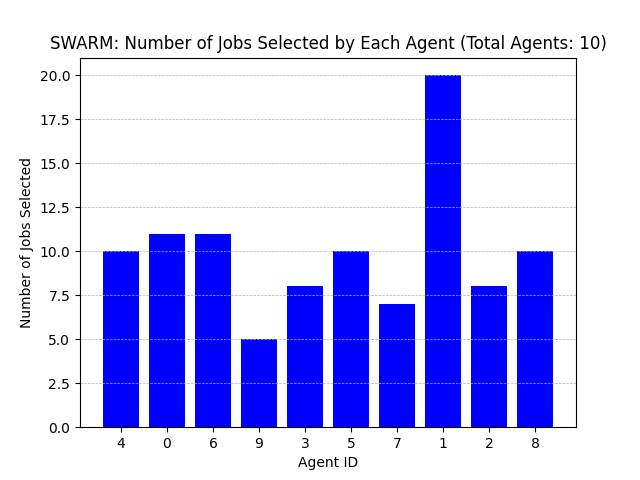 SWARM: Number of Jobs Selected by Each Agent (Total Agents: 10)
Number of Jobs Selected
20.0
17.5
15.0
12.5
10.0
7.5
5.0
2.5
0.0
4 0 6 9 3 5 7 1 2 8
Agent ID